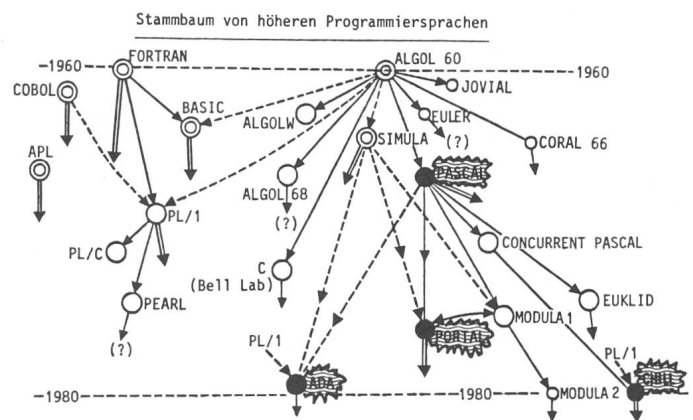 Stammbaum von höheren Programmiersprachen
1960
FORTRAN
ALGOL 60
1960
COBOL
JOVIAL
BASIC
ALGOLW
EULER
(?)
SIMULA
CORAL 66
APL
PASCAL
ALGOL 68
(?)
PL/1
CONCURRENT PASCAL
PL/C
C
(Bell Lab)
PEARL
EUKLID
MODULA 1
(?)
PORTAL
PL/1
PL/1
ADA
CHILL
1980
1980
MODULA 2